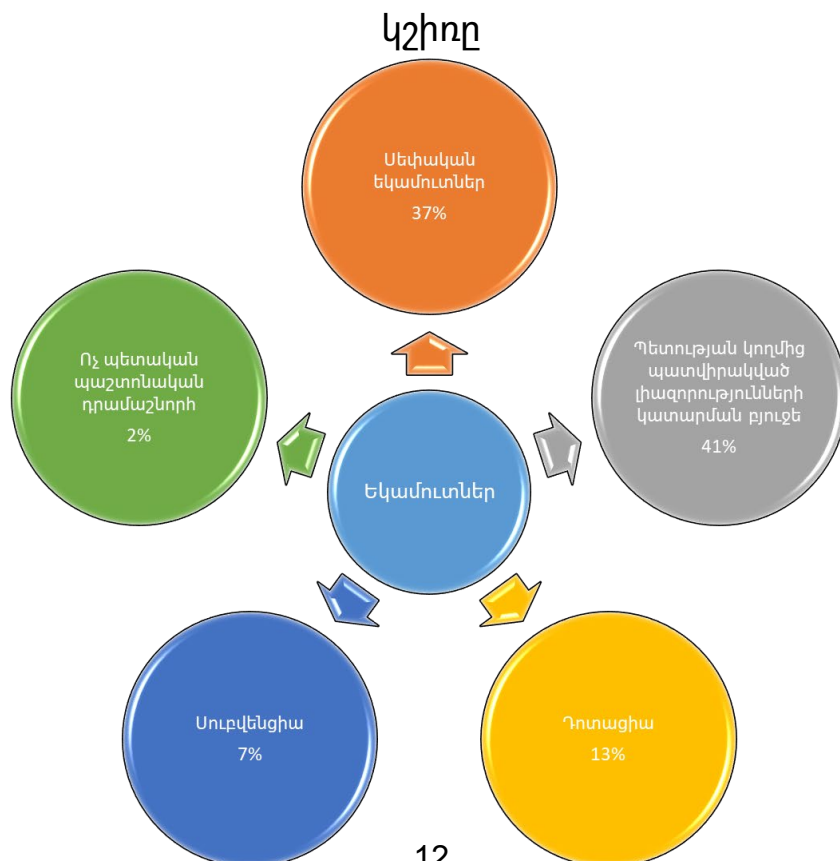 կշիռը
Սեփական
եկամուտներ
37%
Պետության կողմից
պատվիրակված
լիազորությունների
կատարման բյուջե
41%
Դոտացիա
13%
Սուբվենցիա
7%
Ոչ պետական
պաշտոնական
դրամաշնորհ
2%
Եկամուտներ
12